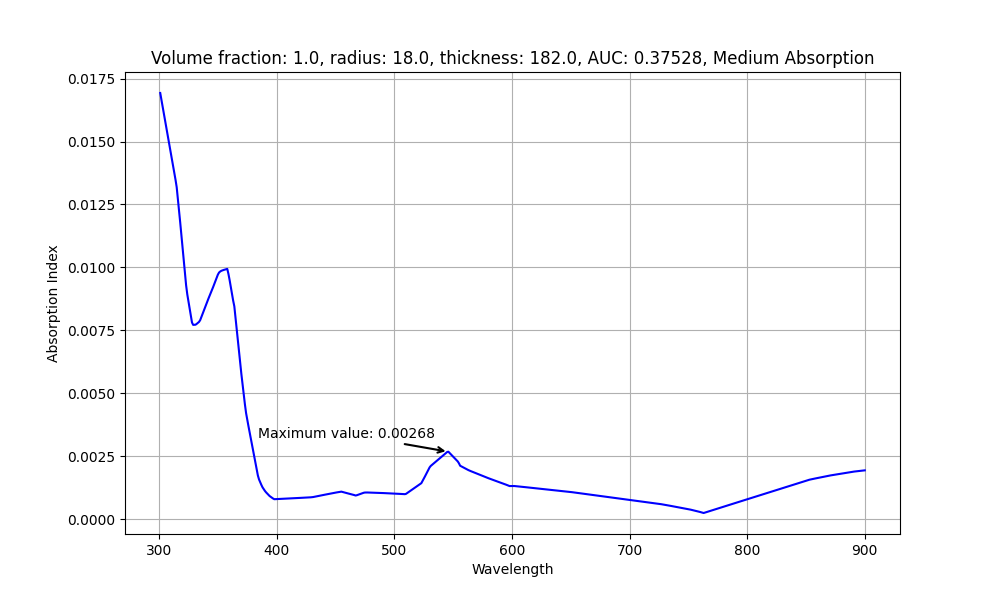 Volume fraction: 1.0, radius: 18.0, thickness: 182.0, AUC: 0.37528, Medium Absorption
0.0175
0.0150
0.0125
0.0100
0.0075
0.0050
0.0025
0.0000
Absorption Index
Maximum value: 0.00268
300 400 500 600 700 800 900
Wavelength